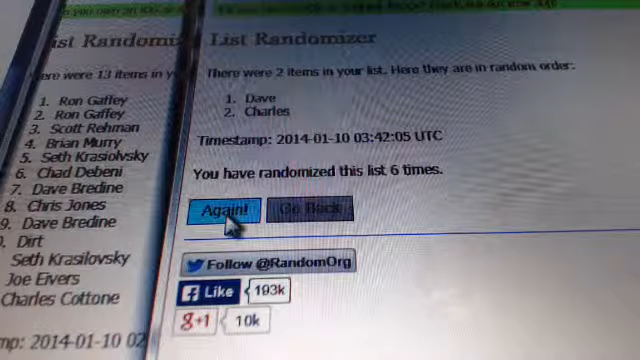 List Randomizer
There were 2 items in your list. Here they are in random order:
1. Dave
2. Charles
Timestamp: 2014-01-10 03:42:05 UTC
You have randomized this list 6 times.
Again! Go Back
Follow @RandomOrg
Like 193k
g+1 10k
ist Randomiz
ere were 13 items in y
1. Ron Gaffey
2. Ron Gaffey
3. Scott Rehman
4. Brian Murry
5. Seth Krasiolvsky
6. Chad Debeni
7. Dave Bredine
8. Chris Jones
9. Dave Bredine
. Dirt
Seth Krasilovsky
Joe Eivers
Charles Cottone
mp: 2014-01-10 02